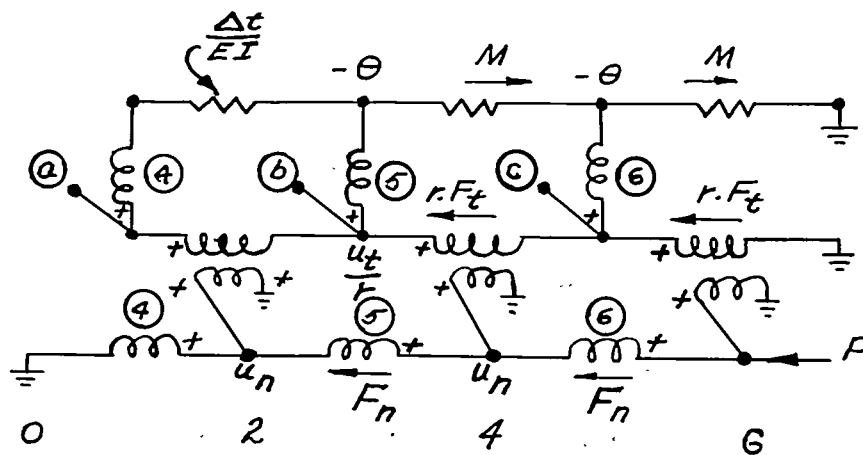 Δt
EI
-θ
M
-θ
M
a
4
b
5
c
6
r.Ft
r.Ft
+
+
+
+
+
+
ut
r
+
+
+
+
4
+
5
+
6
+
un
Fn
un
Fn
F
0
2
4
6